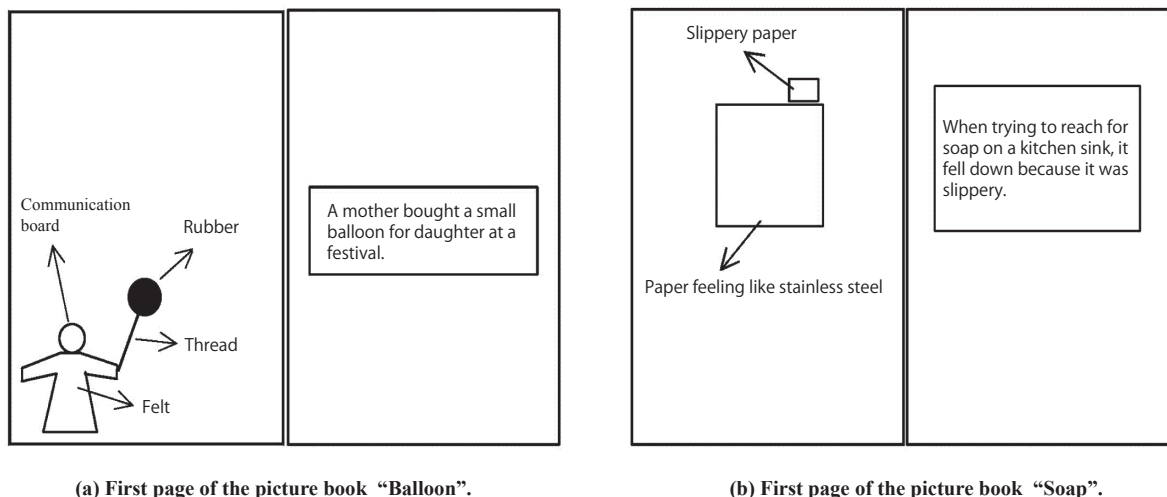 Communication
board
Rubber
Thread
Felt
A mother bought a small
balloon for daughter at a
festival.
(a) First page of the picture book “Balloon”.
Slippery paper
Paper feeling like stainless steel
When trying to reach for
soap on a kitchen sink, it
fell down because it was
slippery.
(b) First page of the picture book “Soap”.